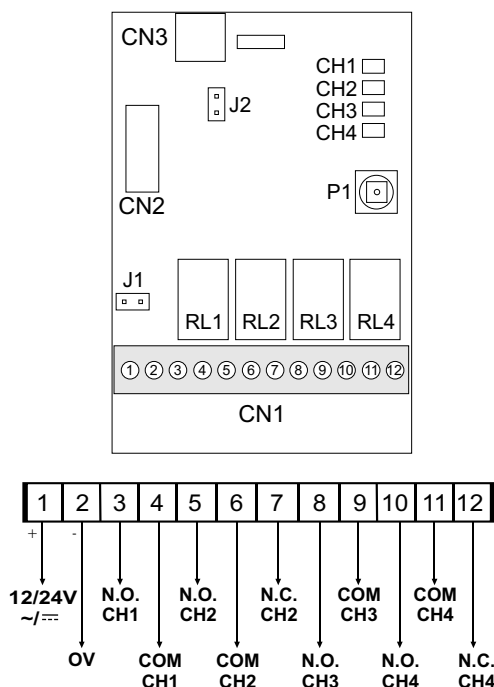 CN3
CH1
CH2
CH3
CH4
J2
P1
CN2
J1
RL1 RL2 RL3 RL4
1 2 3 4 5 6 7 8 9 10 11 12
CN1
1 2 3 4 5 6 7 8 9 10 11 12
+ -
12/24V N.O. N.O. N.C. COM COM
~/⎓ CH1 CH2 CH2 CH3 CH4
OV COM COM N.O. N.O. N.C.
CH1 CH2 CH3 CH4 CH4